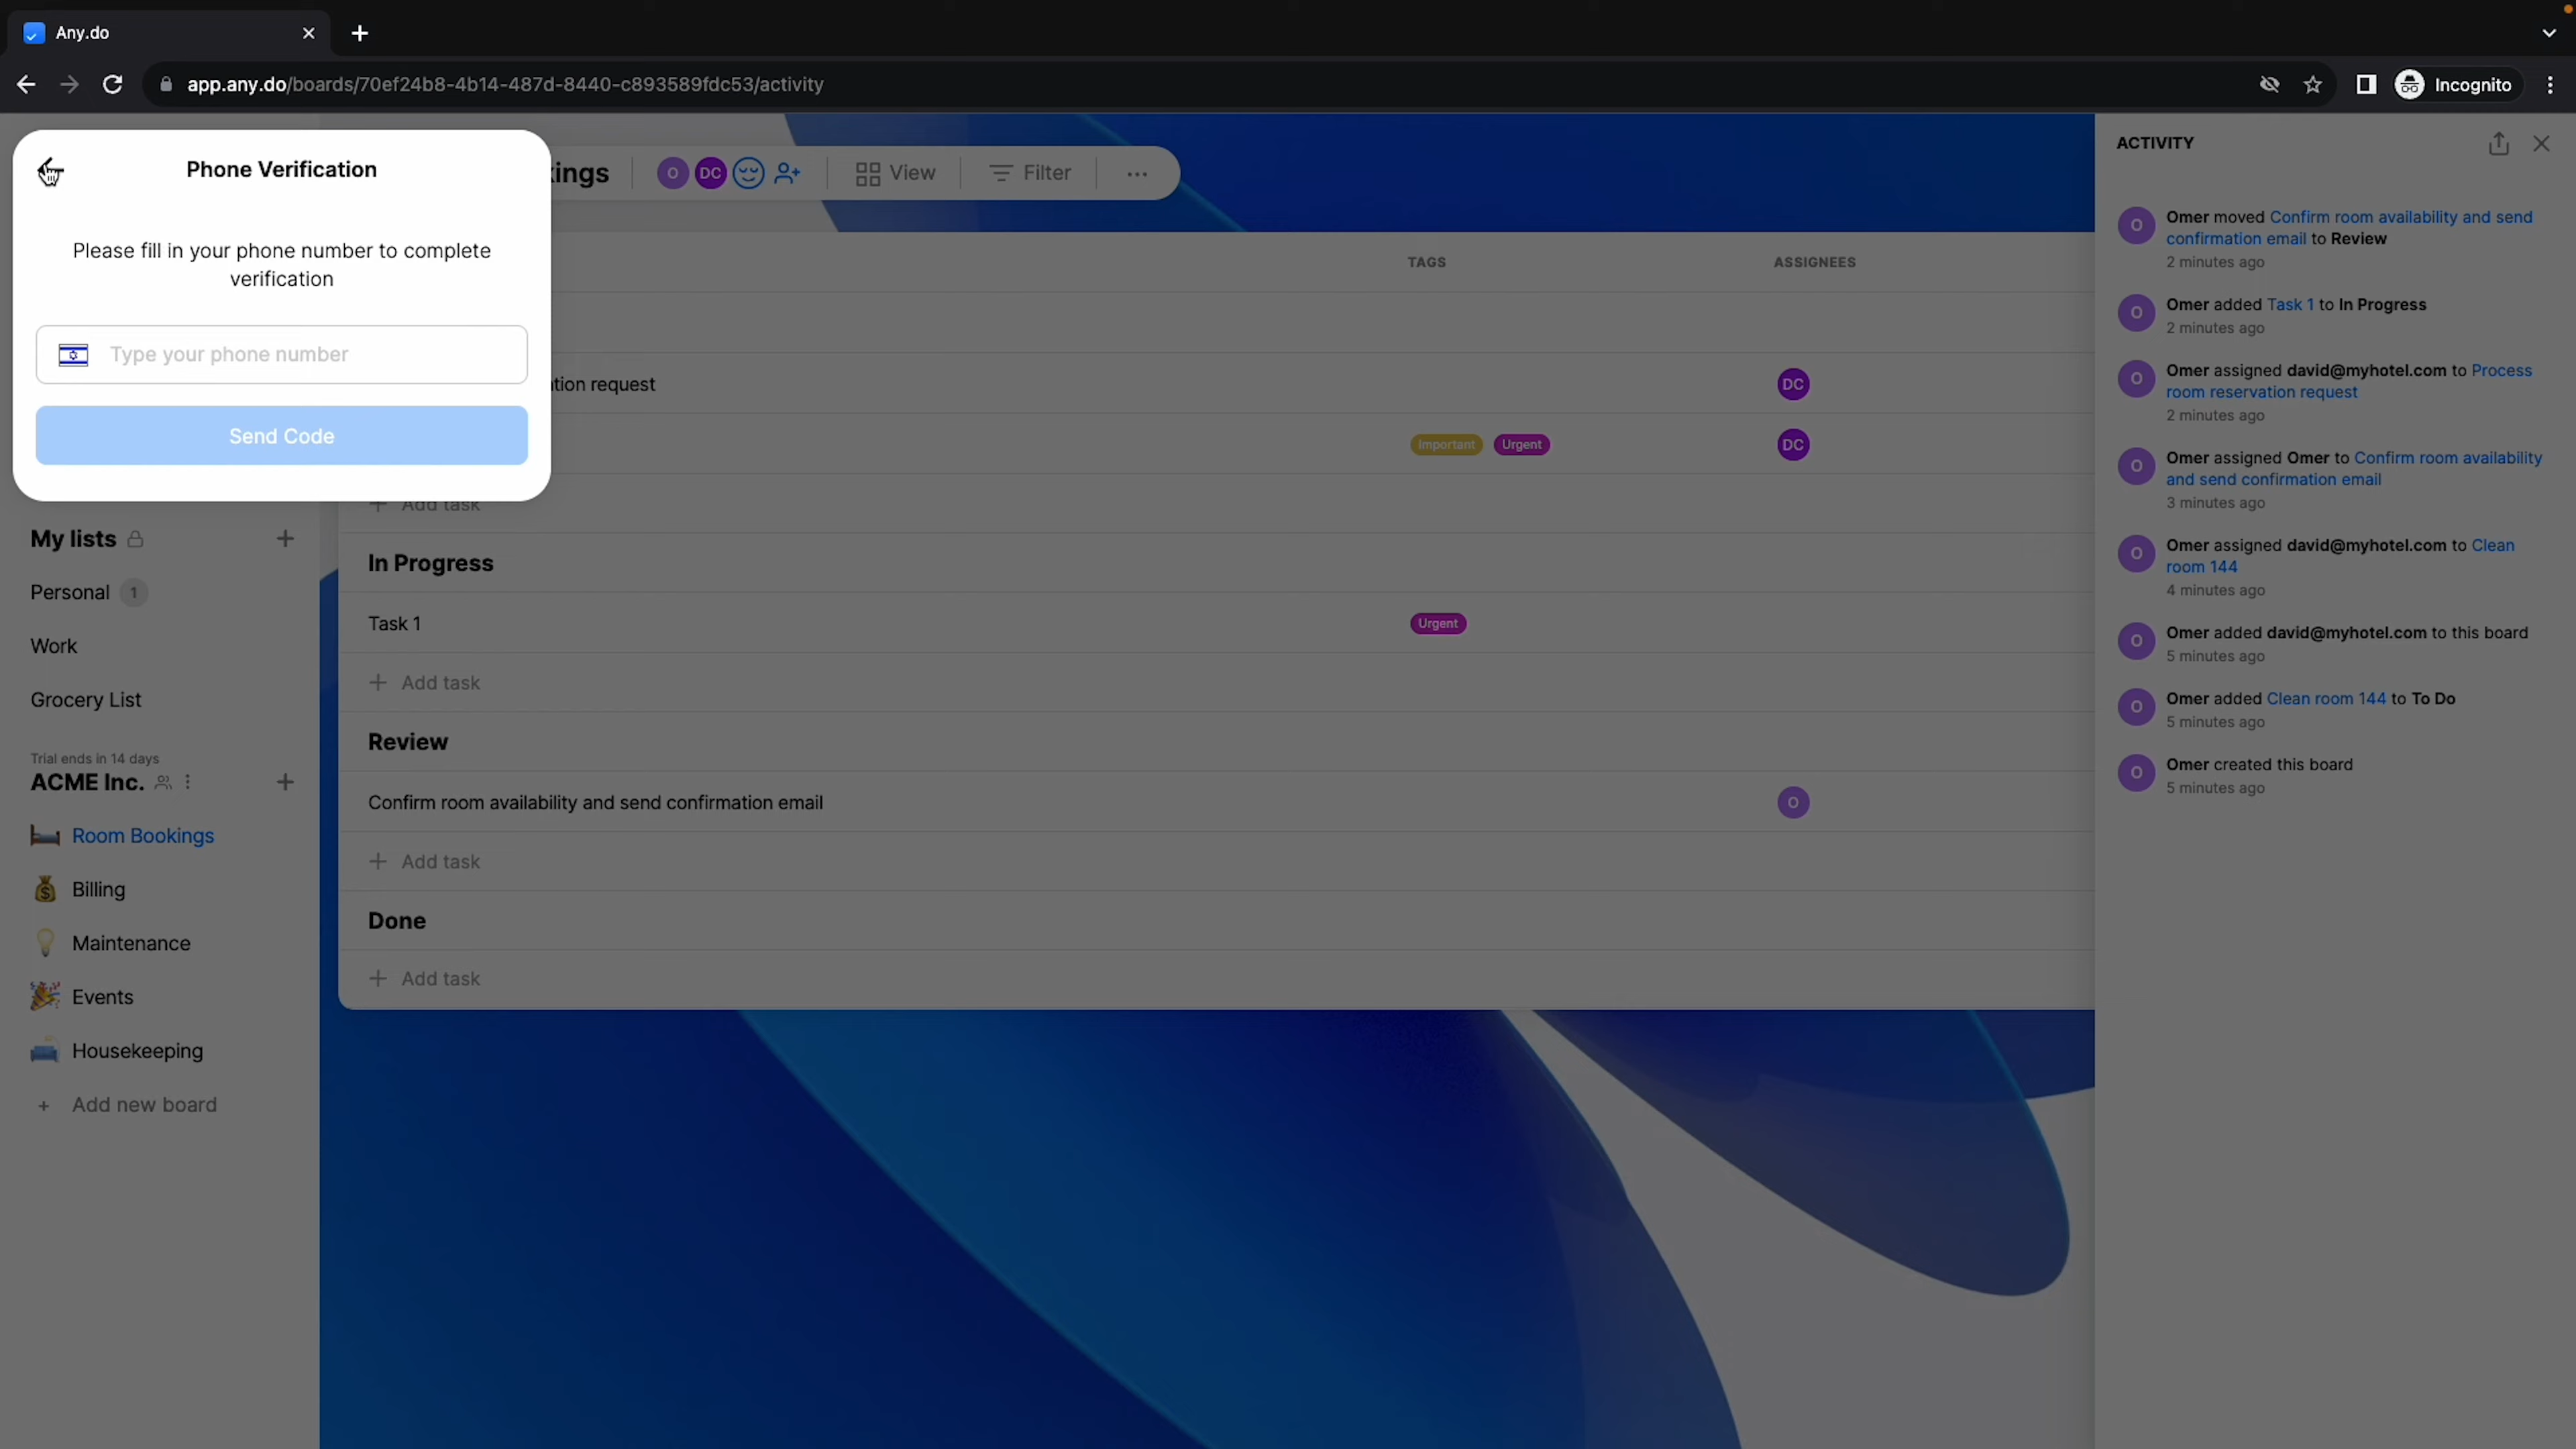 Any.do
app.any.do/boards/70ef24b8-4b14-487d-8440-c893589fdc53/activity
Incognito
Phone Verification
Please fill in your phone number to complete
verification
Type your phone number
Send Code
kings
O
DC
View
Filter
TAGS
ASSIGNEES
tion request
DC
Important
Urgent
DC
Add task
In Progress
Task 1
Urgent
Add task
Review
Confirm room availability and send confirmation email
O
Add task
Done
Add task
My lists
Personal 1
Work
Grocery List
Trial ends in 14 days
ACME Inc.
Room Bookings
Billing
Maintenance
Events
Housekeeping
Add new board
ACTIVITY
O
Omer moved Confirm room availability and send
confirmation email to Review
2 minutes ago
O
Omer added Task 1 to In Progress
2 minutes ago
O
Omer assigned david@myhotel.com to Process
room reservation request
2 minutes ago
O
Omer assigned Omer to Confirm room availability
and send confirmation email
3 minutes ago
O
Omer assigned david@myhotel.com to Clean
room 144
4 minutes ago
O
Omer added david@myhotel.com to this board
5 minutes ago
O
Omer added Clean room 144 to To Do
5 minutes ago
O
Omer created this board
5 minutes ago